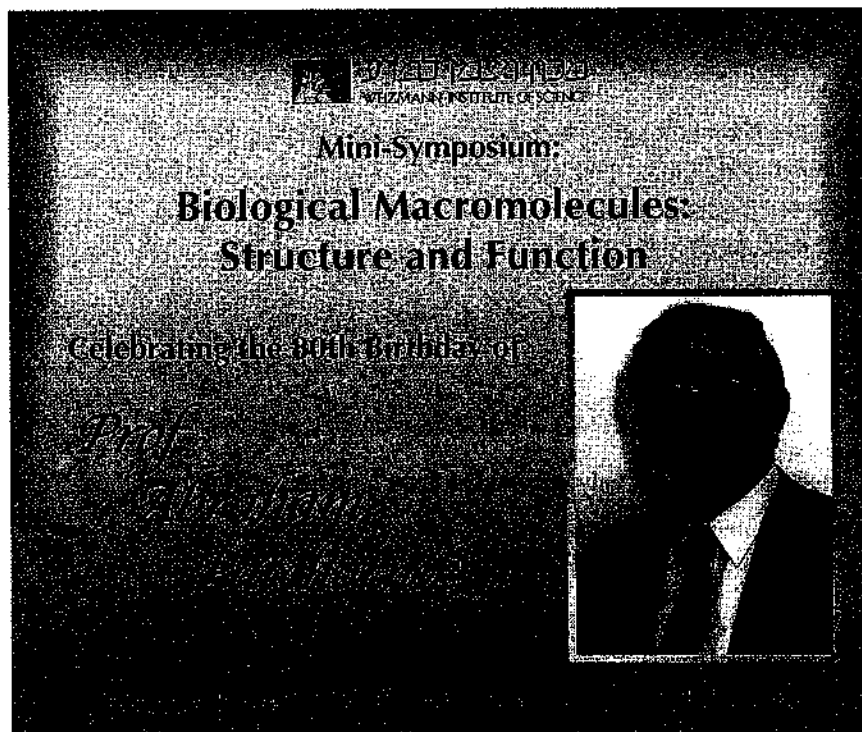 WEIZMANN INSTITUTE OF SCIENCE
Mini-Symposium:
Biological Macromolecules:
Structure and Function
Celebrating the 80th Birthday of
Prof.